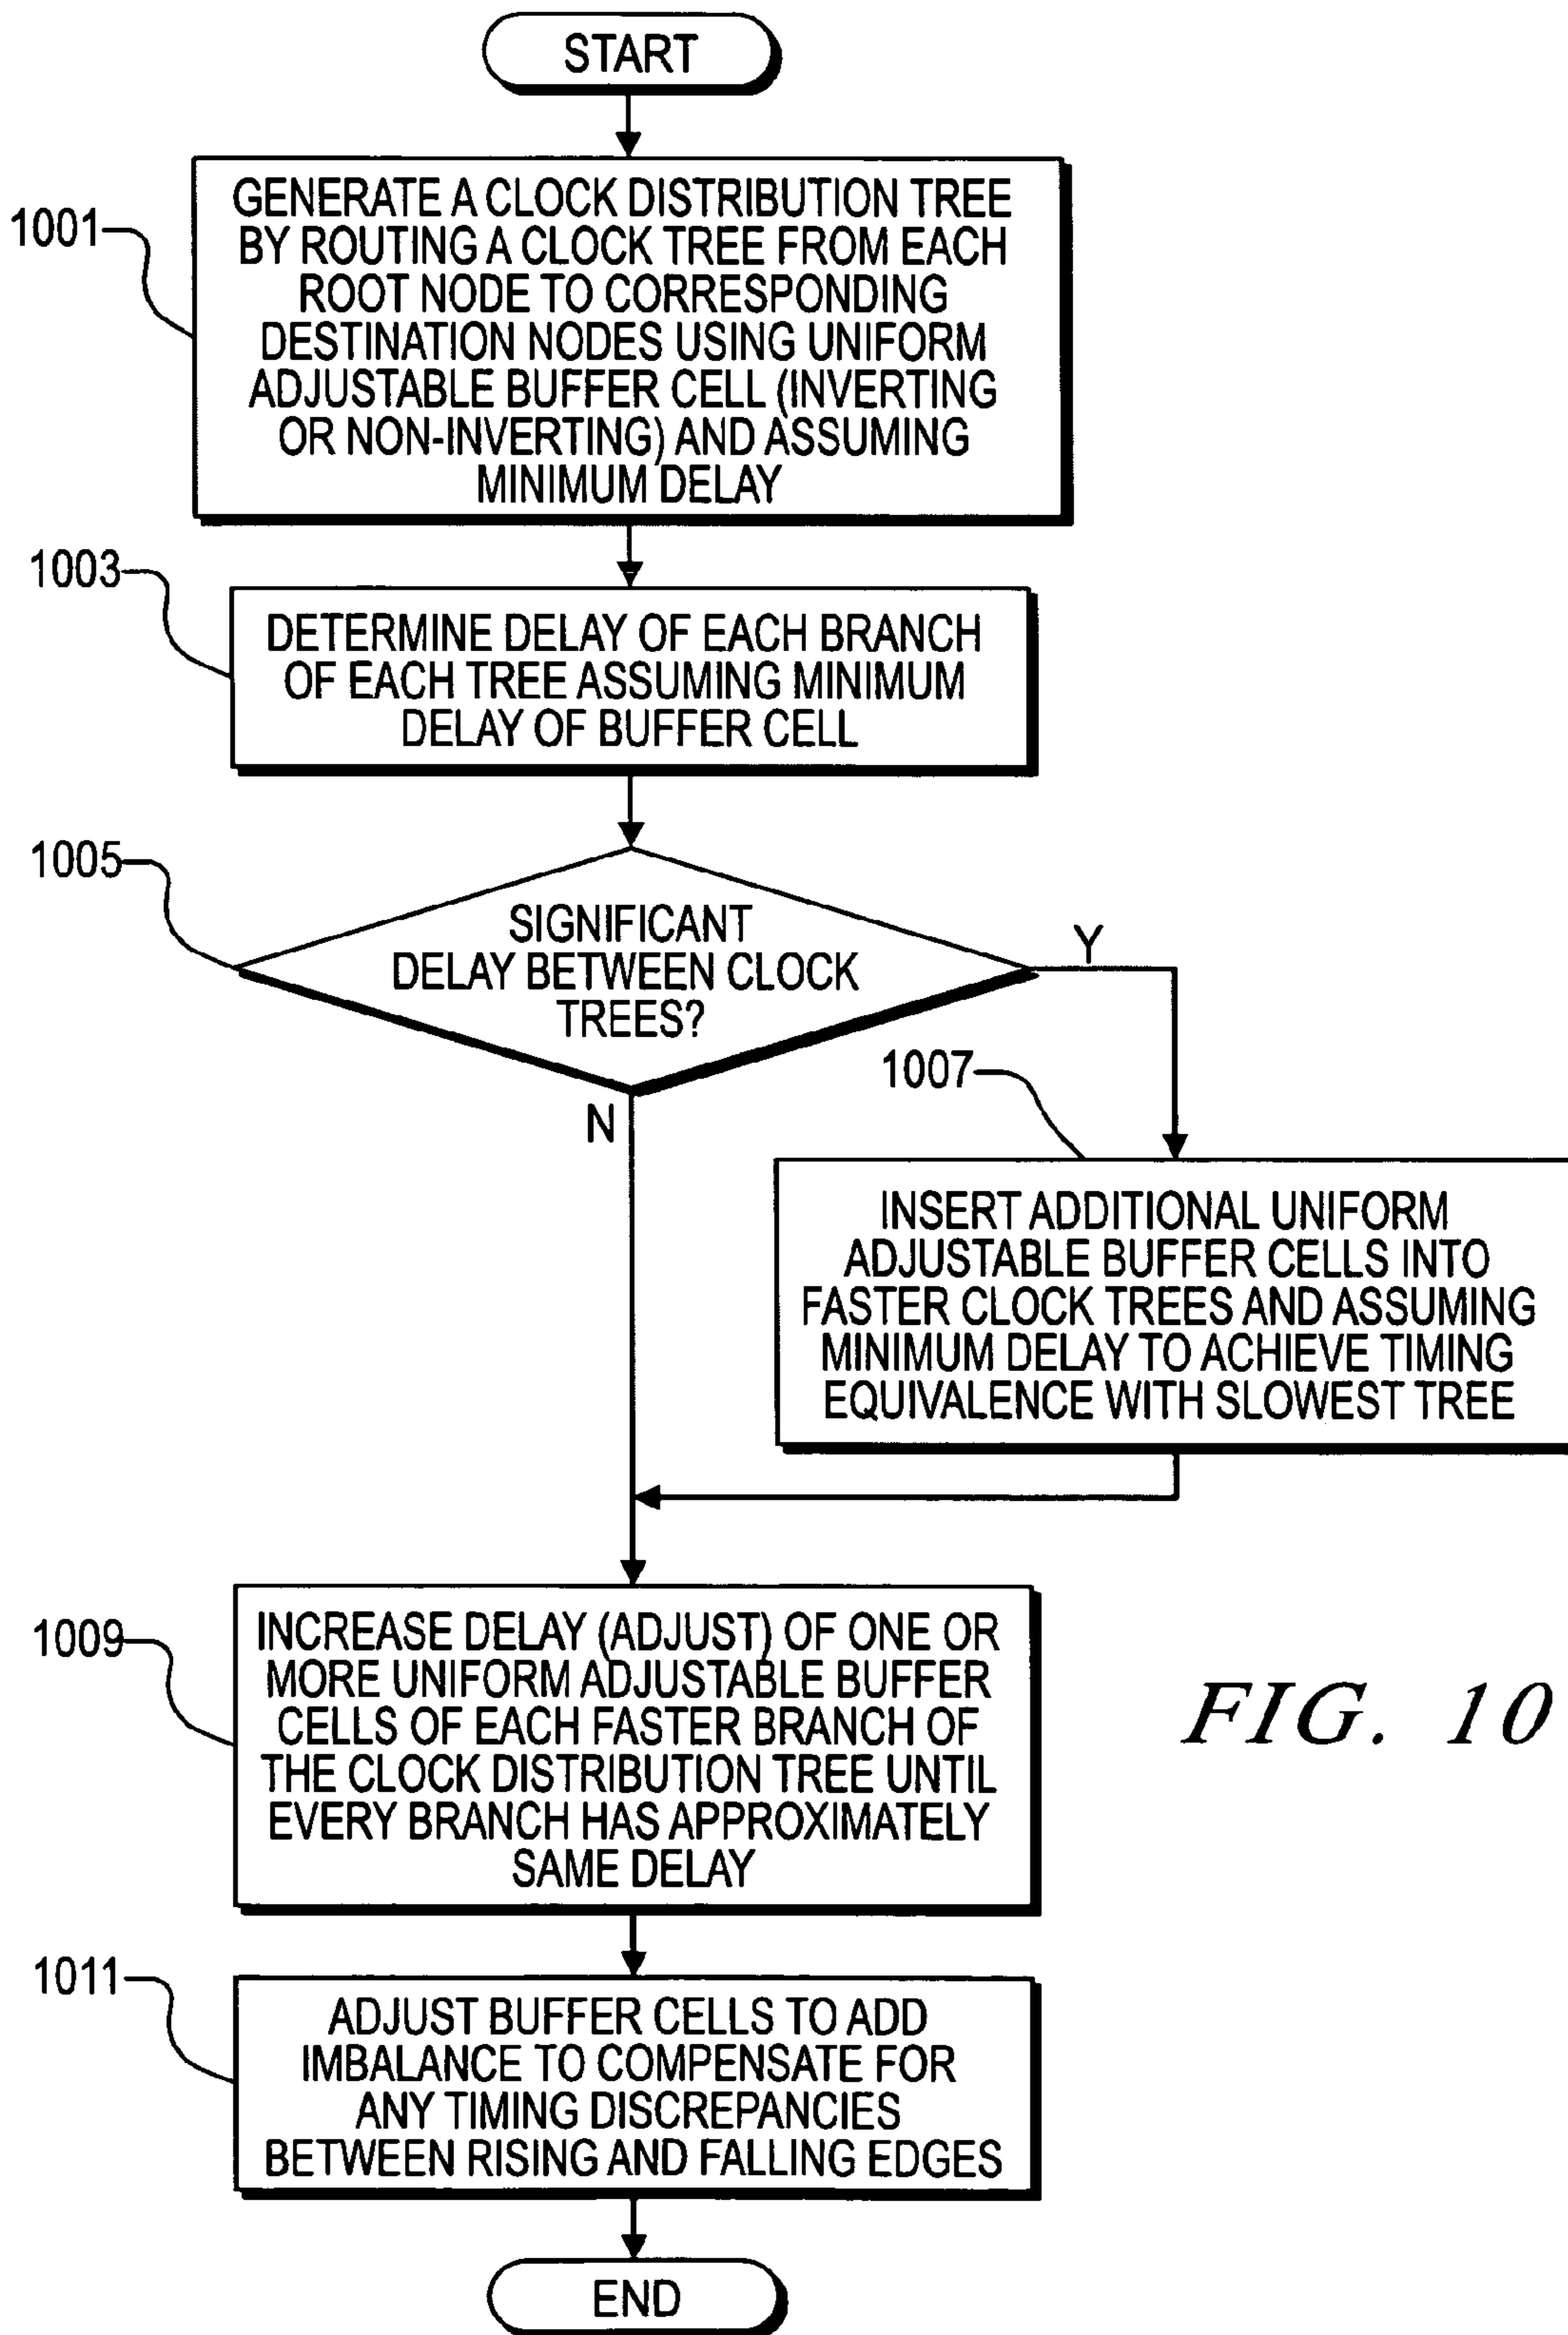 START
1001
GENERATE A CLOCK DISTRIBUTION TREE
BY ROUTING A CLOCK TREE FROM EACH
ROOT NODE TO CORRESPONDING
DESTINATION NODES USING UNIFORM
ADJUSTABLE BUFFER CELL (INVERTING
OR NON-INVERTING) AND ASSUMING
MINIMUM DELAY
1003
DETERMINE DELAY OF EACH BRANCH
OF EACH TREE ASSUMING MINIMUM
DELAY OF BUFFER CELL
1005
SIGNIFICANT
DELAY BETWEEN CLOCK
TREES?
Y
N
1007
INSERT ADDITIONAL UNIFORM
ADJUSTABLE BUFFER CELLS INTO
FASTER CLOCK TREES AND ASSUMING
MINIMUM DELAY TO ACHIEVE TIMING
EQUIVALENCE WITH SLOWEST TREE
1009
INCREASE DELAY (ADJUST) OF ONE OR
MORE UNIFORM ADJUSTABLE BUFFER
CELLS OF EACH FASTER BRANCH OF
THE CLOCK DISTRIBUTION TREE UNTIL
EVERY BRANCH HAS APPROXIMATELY
SAME DELAY
FIG. 10
1011
ADJUST BUFFER CELLS TO ADD
IMBALANCE TO COMPENSATE FOR
ANY TIMING DISCREPANCIES
BETWEEN RISING AND FALLING EDGES
END